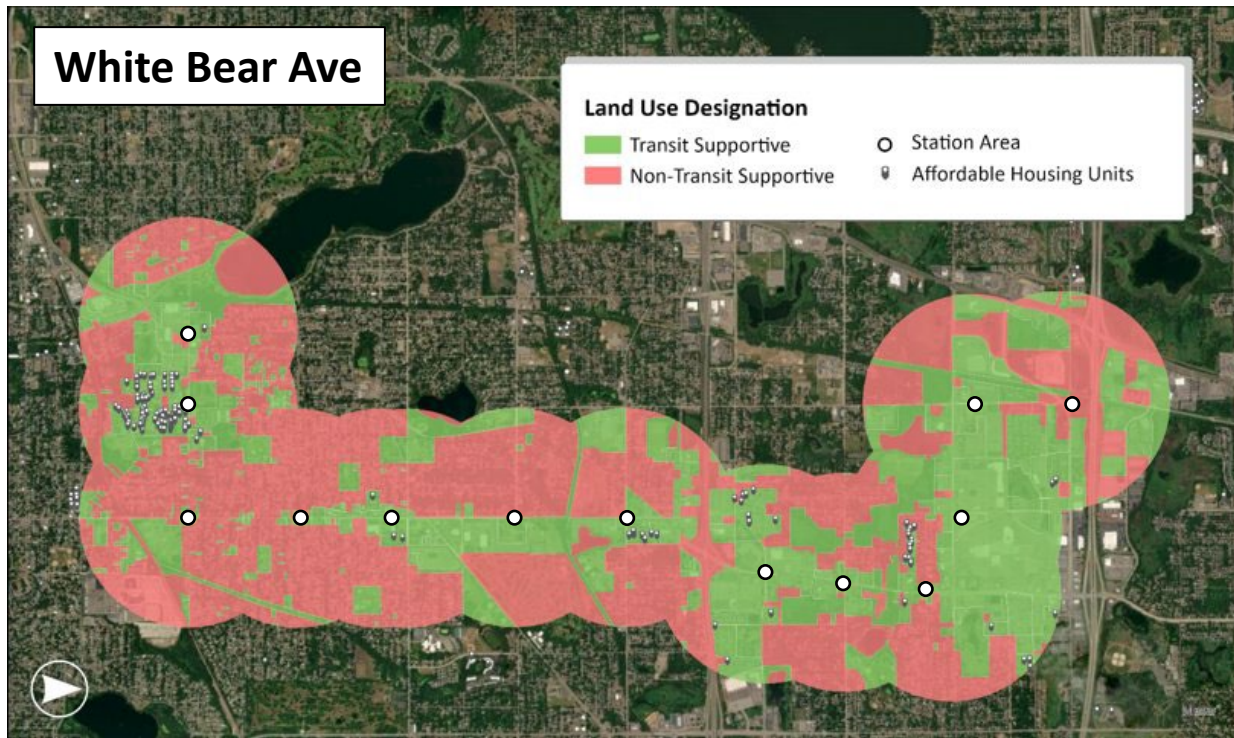 White Bear Ave
Land Use Designation
Transit Supportive
Station Area
Non-Transit Supportive
Affordable Housing Units